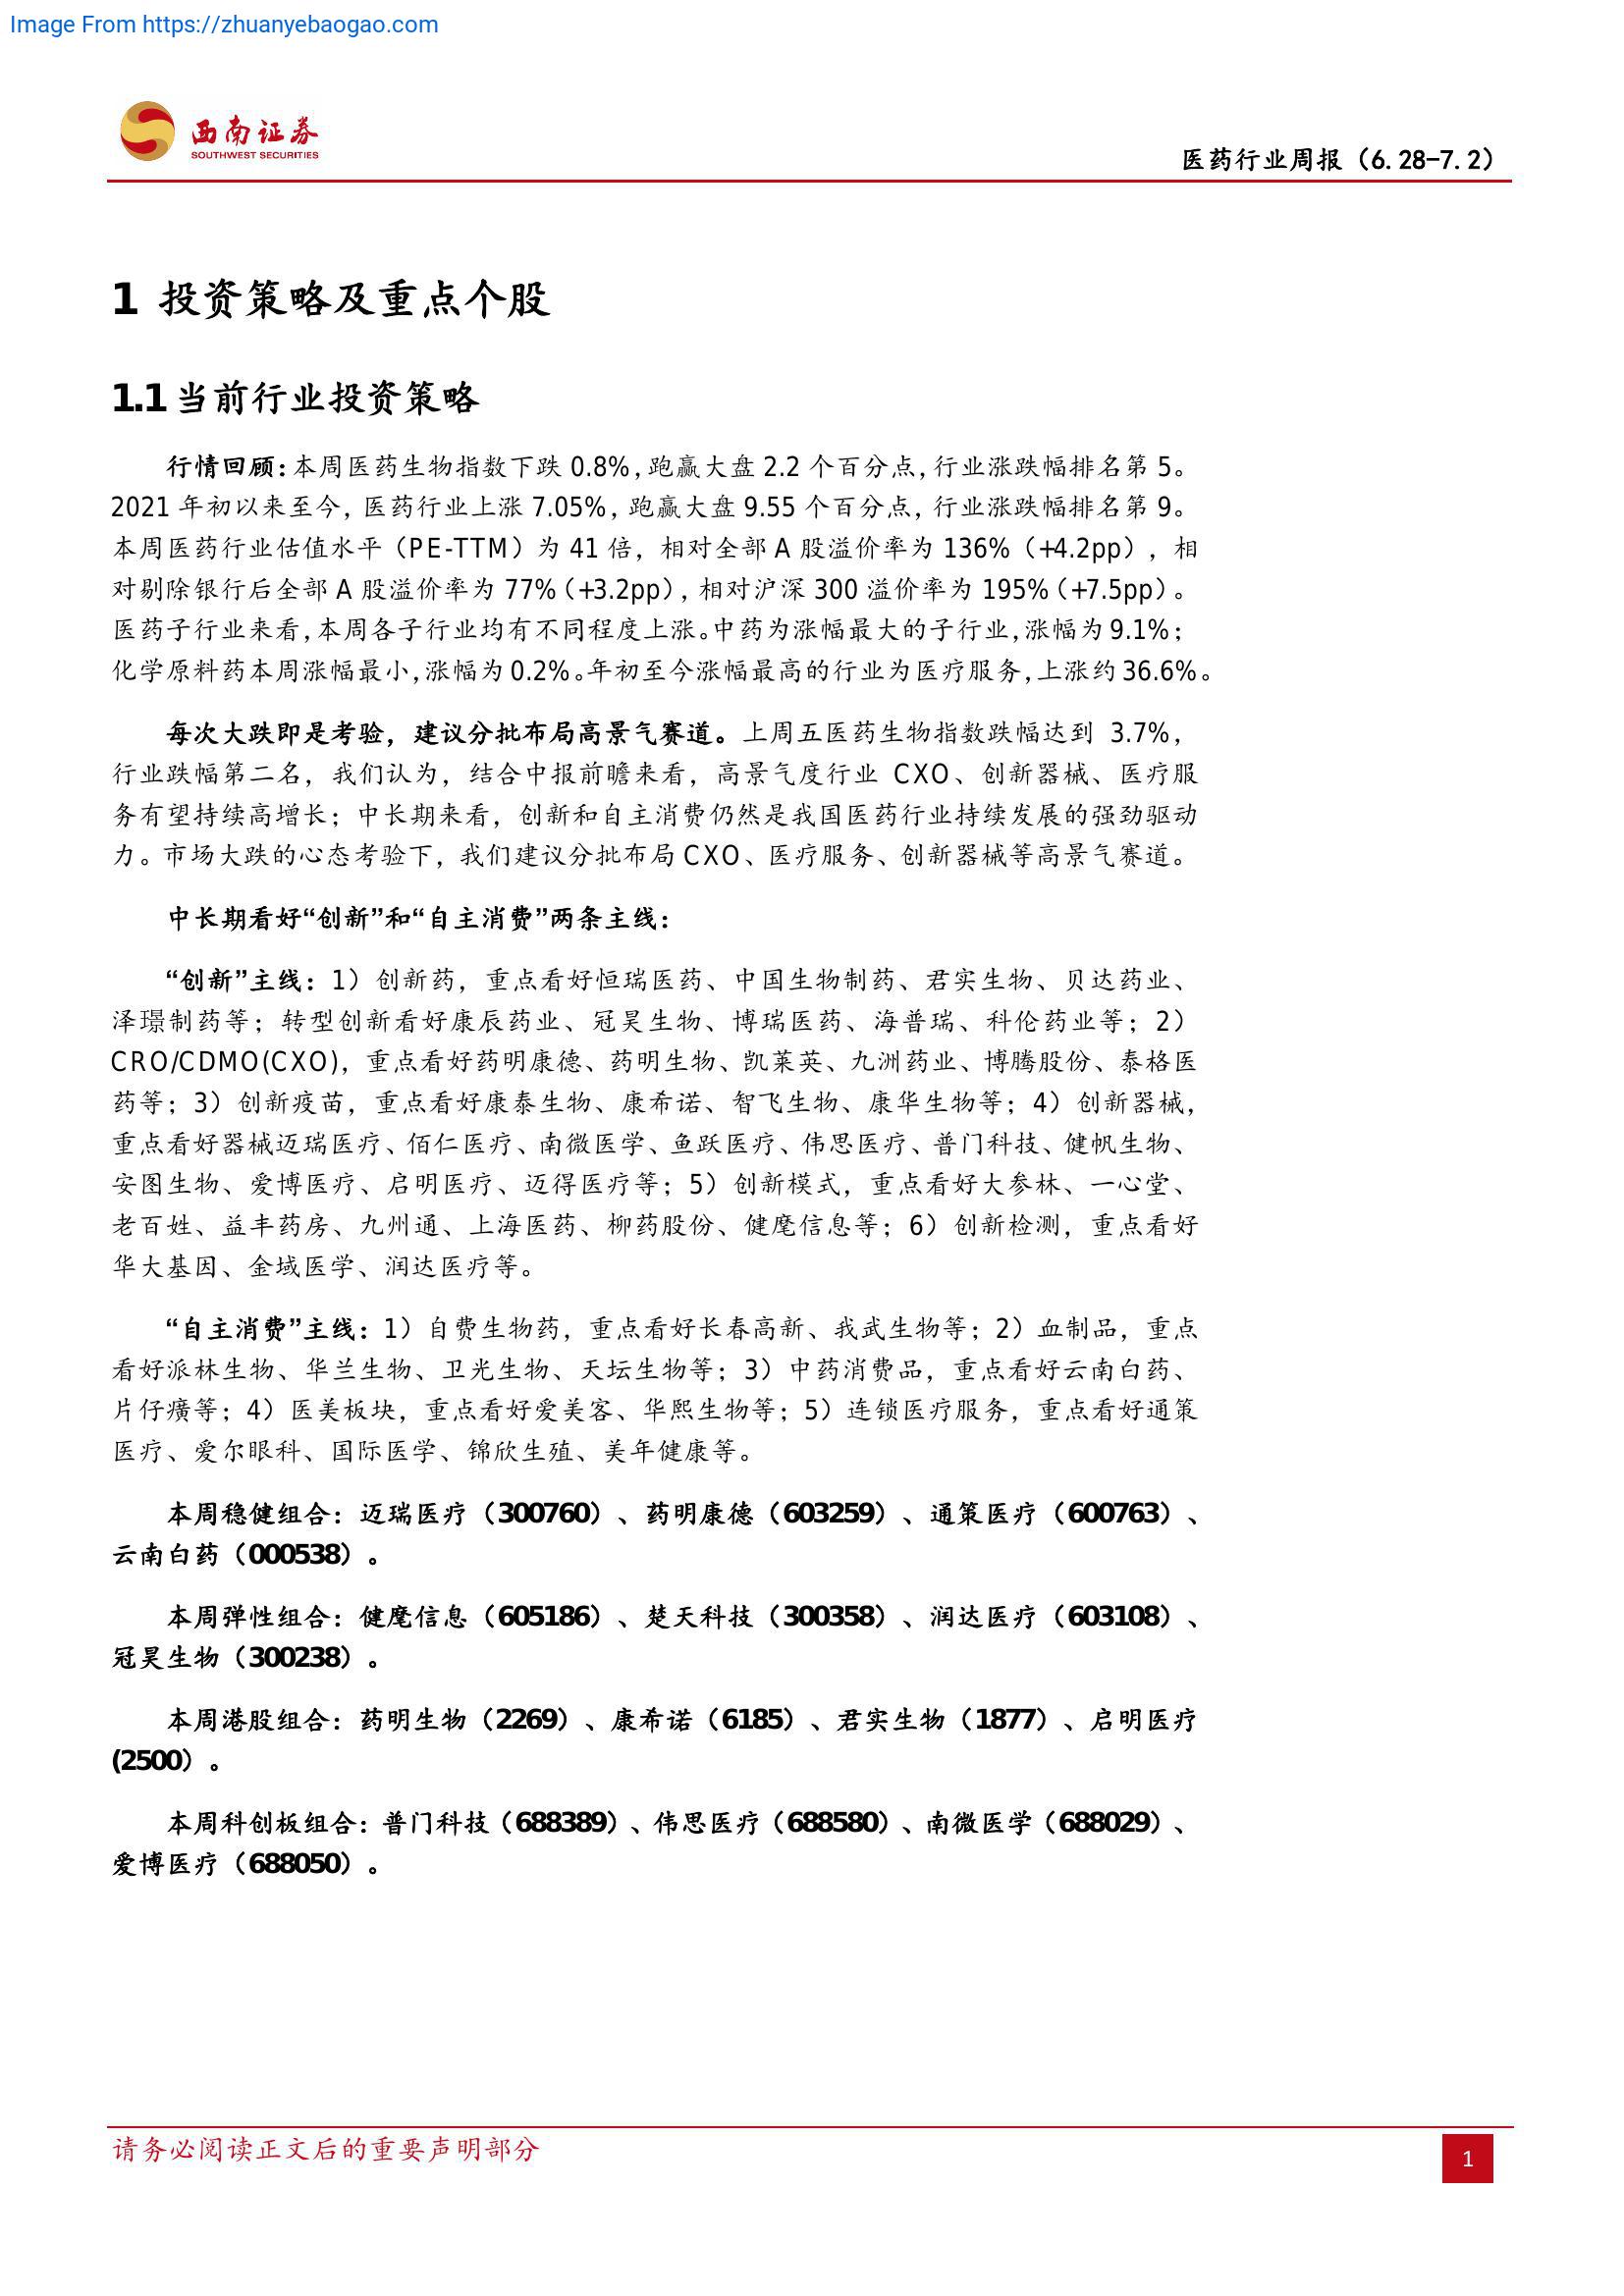 Image From https://zhuanyebaogao.com
西南证券
SOUTHWEST SECURITIES
医药行业周报（6.28-7.2）
1 投资策略及重点个股
1.1 当前行业投资策略
行情回顾：本周医药生物指数下跌 0.8%，跑赢大盘 2.2 个百分点，行业涨跌幅排名第 5。
2021 年初以来至今，医药行业上涨 7.05%，跑赢大盘 9.55 个百分点，行业涨跌幅排名第 9。
本周医药行业估值水平（PE-TTM）为 41 倍，相对全部 A 股溢价率为 136%（+4.2pp），相
对剔除银行后全部 A 股溢价率为 77%（+3.2pp），相对沪深 300 溢价率为 195%（+7.5pp）。
医药子行业来看，本周各子行业均有不同程度上涨。中药为涨幅最大的子行业，涨幅为 9.1%；
化学原料药本周涨幅最小，涨幅为 0.2%。年初至今涨幅最高的行业为医疗服务，上涨约 36.6%。
每次大跌即是考验，建议分批布局高景气赛道。上周五医药生物指数跌幅达到 3.7%，
行业跌幅第二名，我们认为，结合中报前瞻来看，高景气度行业 CXO、创新器械、医疗服
务有望持续高增长；中长期来看，创新和自主消费仍然是我国医药行业持续发展的强劲驱动
力。市场大跌的心态考验下，我们建议分批布局 CXO、医疗服务、创新器械等高景气赛道。
中长期看好“创新”和“自主消费”两条主线：
“创新”主线：1）创新药，重点看好恒瑞医药、中国生物制药、君实生物、贝达药业、
泽璟制药等；转型创新看好康辰药业、冠昊生物、博瑞医药、海普瑞、科伦药业等；2）
CRO/CDMO(CXO)，重点看好药明康德、药明生物、凯莱英、九洲药业、博腾股份、泰格医
药等；3）创新疫苗，重点看好康泰生物、康希诺、智飞生物、康华生物等；4）创新器械，
重点看好器械迈瑞医疗、佰仁医疗、南微医学、鱼跃医疗、伟思医疗、普门科技、健帆生物、
安图生物、爱博医疗、启明医疗、迈得医疗等；5）创新模式，重点看好大参林、一心堂、
老百姓、益丰药房、九州通、上海医药、柳药股份、健麾信息等；6）创新检测，重点看好
华大基因、金域医学、润达医疗等。
“自主消费”主线：1）自费生物药，重点看好长春高新、我武生物等；2）血制品，重点
看好派林生物、华兰生物、卫光生物、天坛生物等；3）中药消费品，重点看好云南白药、
片仔癀等；4）医美板块，重点看好爱美客、华熙生物等；5）连锁医疗服务，重点看好通策
医疗、爱尔眼科、国际医学、锦欣生殖、美年健康等。
本周稳健组合：迈瑞医疗（300760）、药明康德（603259）、通策医疗（600763）、
云南白药（000538）。
本周弹性组合：健麾信息（605186）、楚天科技（300358）、润达医疗（603108）、
冠昊生物（300238）。
本周港股组合：药明生物（2269）、康希诺（6185）、君实生物（1877）、启明医疗
(2500）。
本周科创板组合：普门科技（688389）、伟思医疗（688580）、南微医学（688029）、
爱博医疗（688050）。
请务必阅读正文后的重要声明部分
1